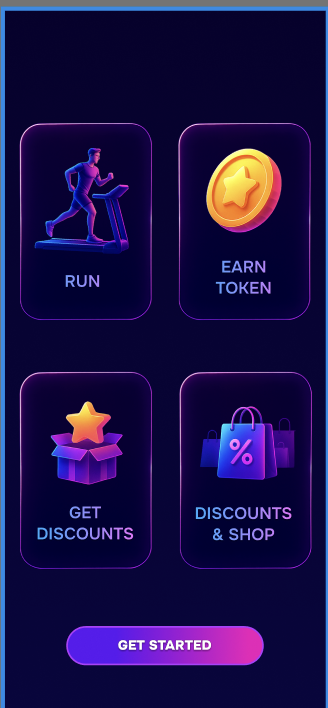 RUN
EARN
TOKEN
GET
DISCOUNTS
DISCOUNTS
& SHOP
%
GET STARTED